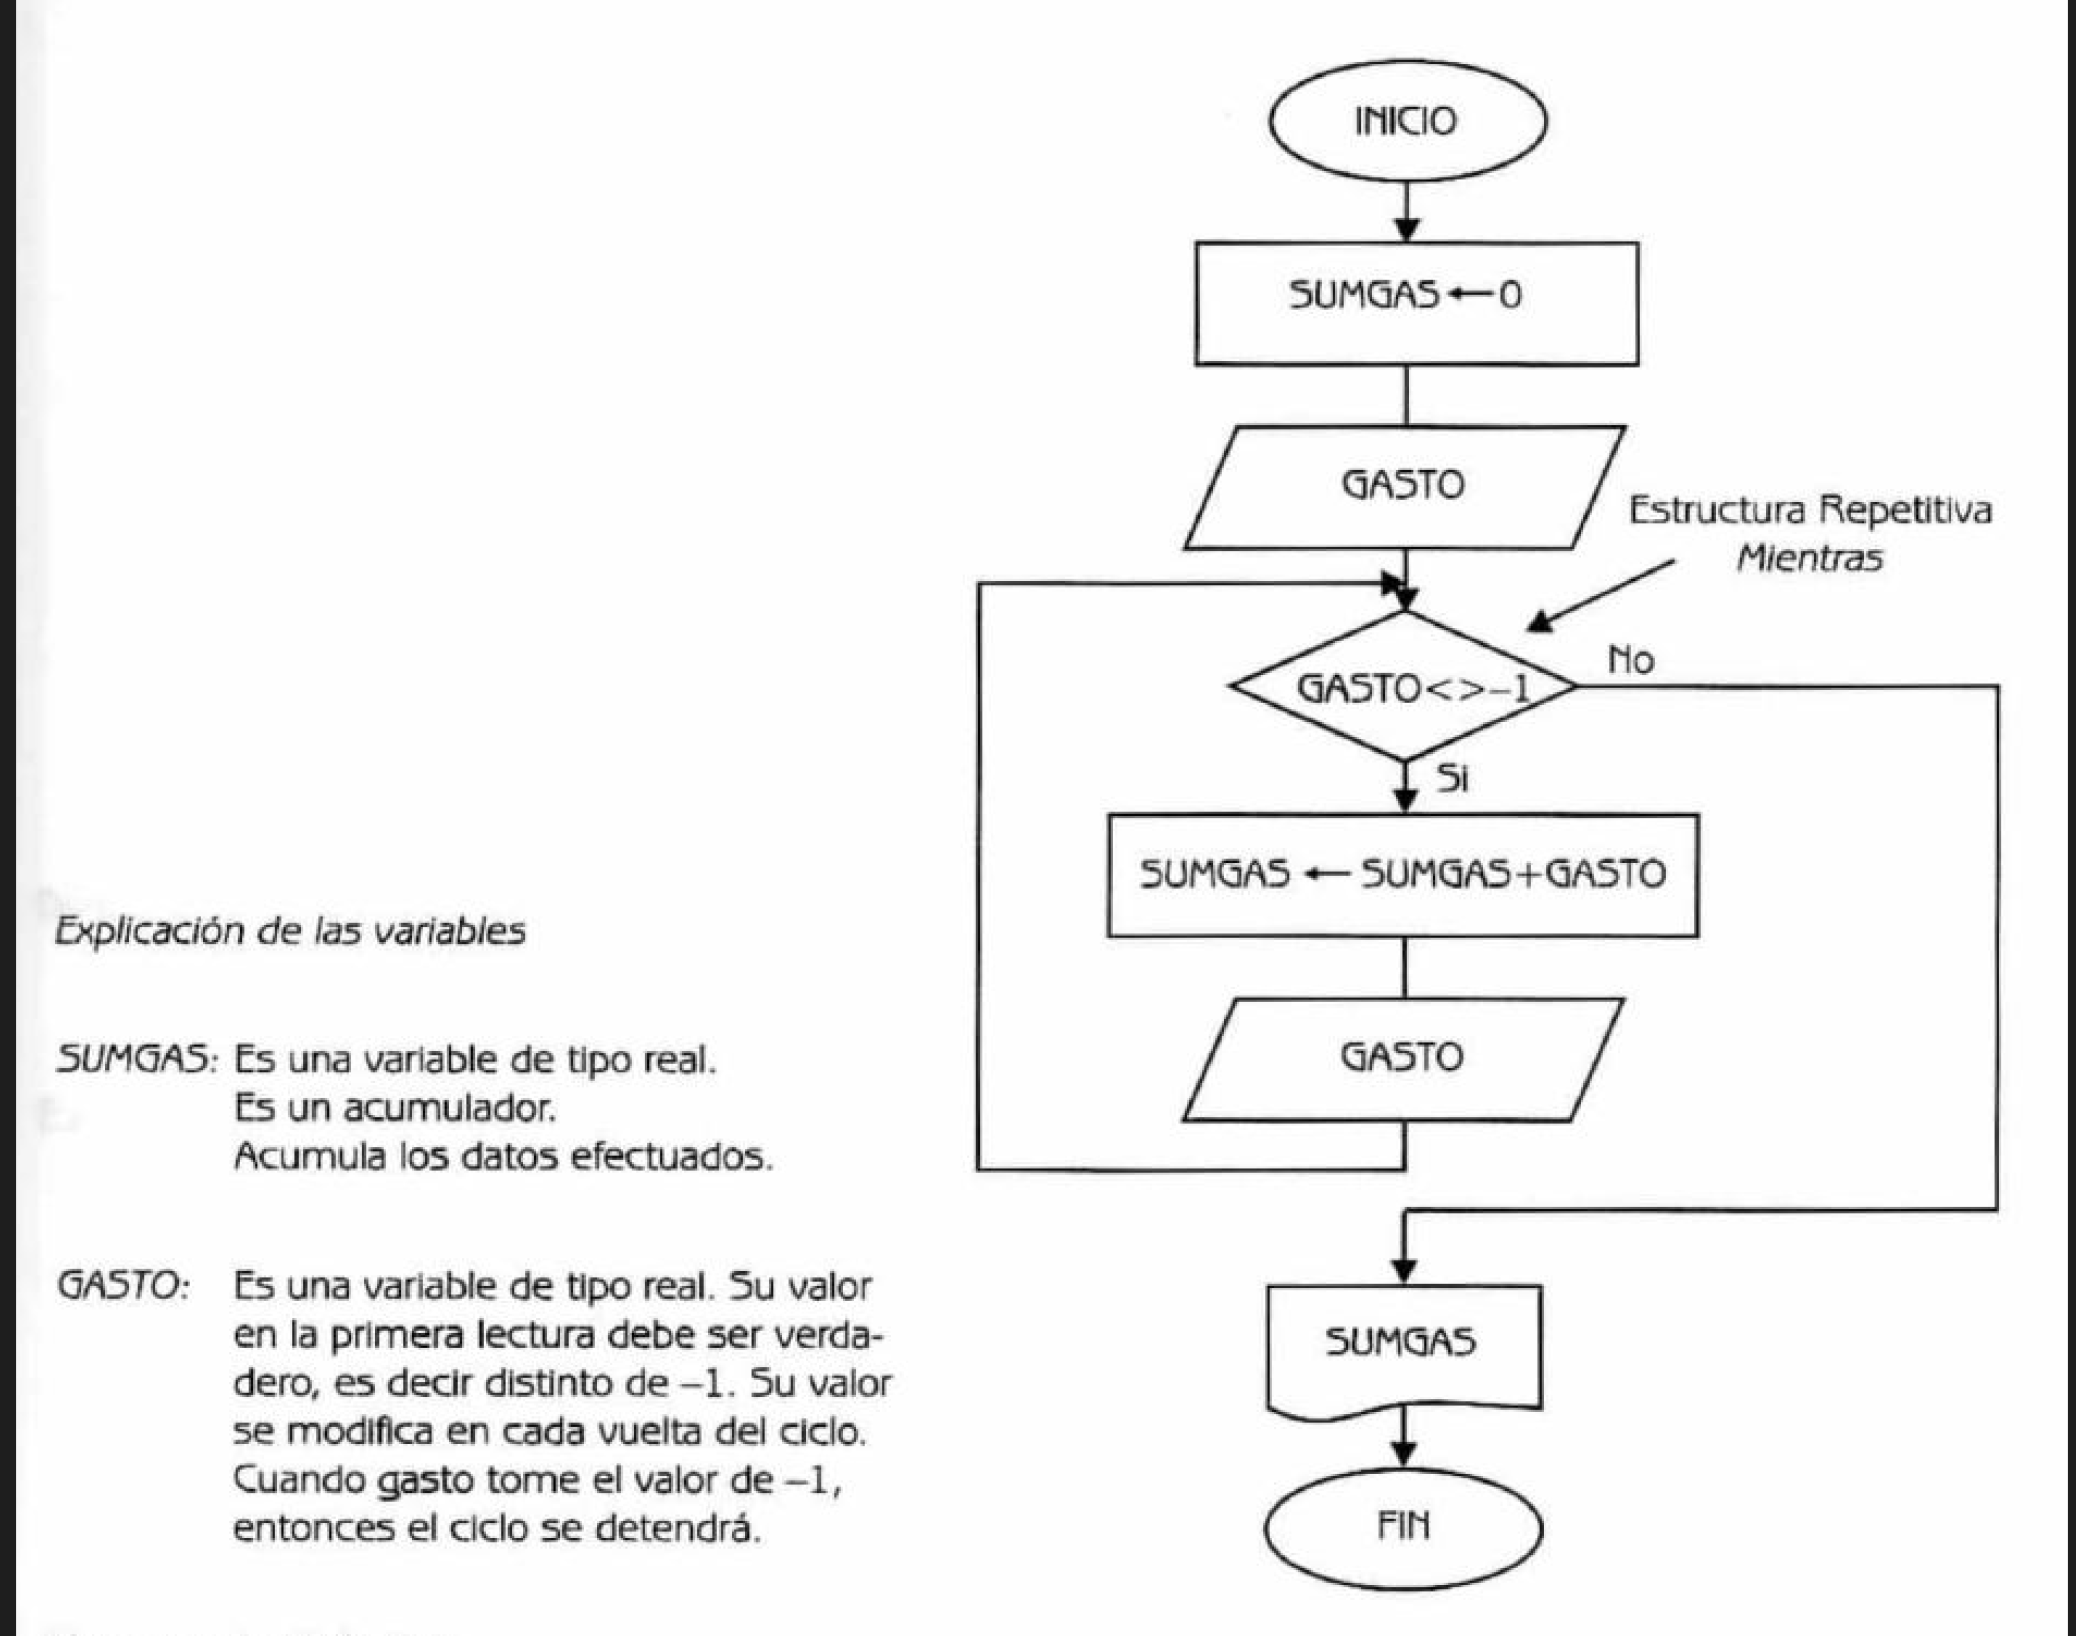 INICIO
SUMGAS ← 0
GASTO
Estructura Repetitiva
Mientras
GASTO<>–1
No
Si
SUMGAS ← SUMGAS+GASTO
GASTO
SUMGAS
FIN
Explicación de las variables
SUMGAS: Es una variable de tipo real.
Es un acumulador.
Acumula los datos efectuados.
GASTO: Es una variable de tipo real. Su valor
en la primera lectura debe ser verda-
dero, es decir distinto de –1. Su valor
se modifica en cada vuelta del ciclo.
Cuando gasto tome el valor de –1,
entonces el ciclo se detendrá.